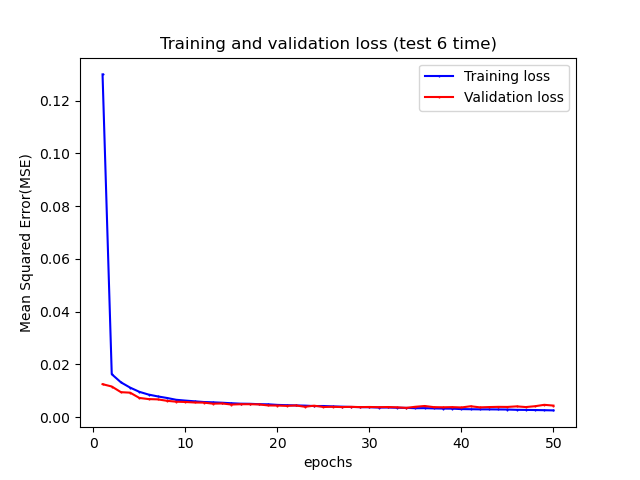 Training and validation loss (test 6 time)
Training loss
Validation loss
Mean Squared Error(MSE)
0.12
0.10
0.08
0.06
0.04
0.02
0.00
0 10 20 30 40 50
epochs